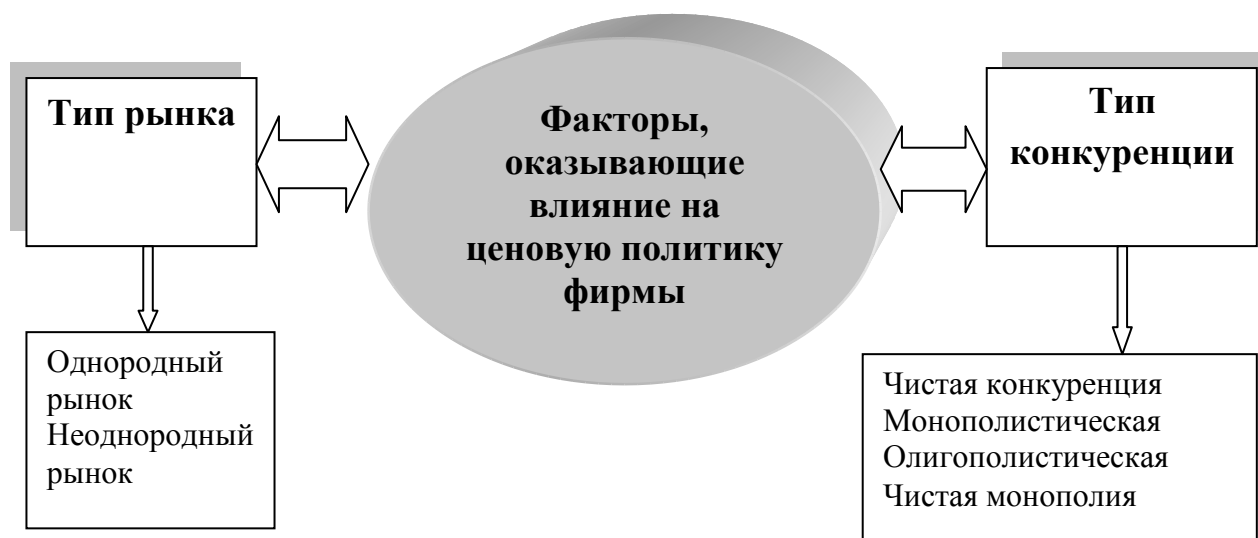 Тип рынка
Факторы,
оказывающие
влияние на
ценовую политику
фирмы
Тип
конкуренции
Однородный
рынок
Неоднородный
рынок
Чистая конкуренция
Монополистическая
Олигополистическая
Чистая монополия